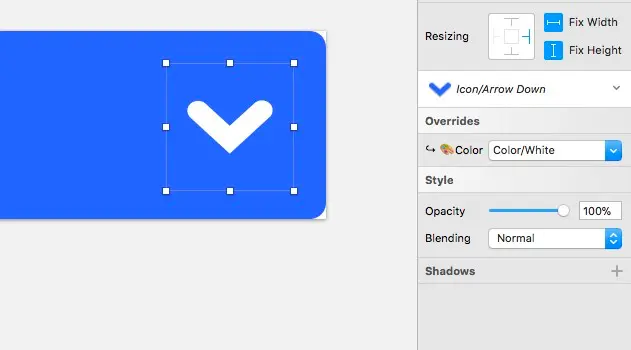 Resizing
Fix Width
Fix Height
Icon/Arrow Down
Overrides
↪ 🎨Color Color/White
Style
Opacity 100%
Blending Normal
Shadows